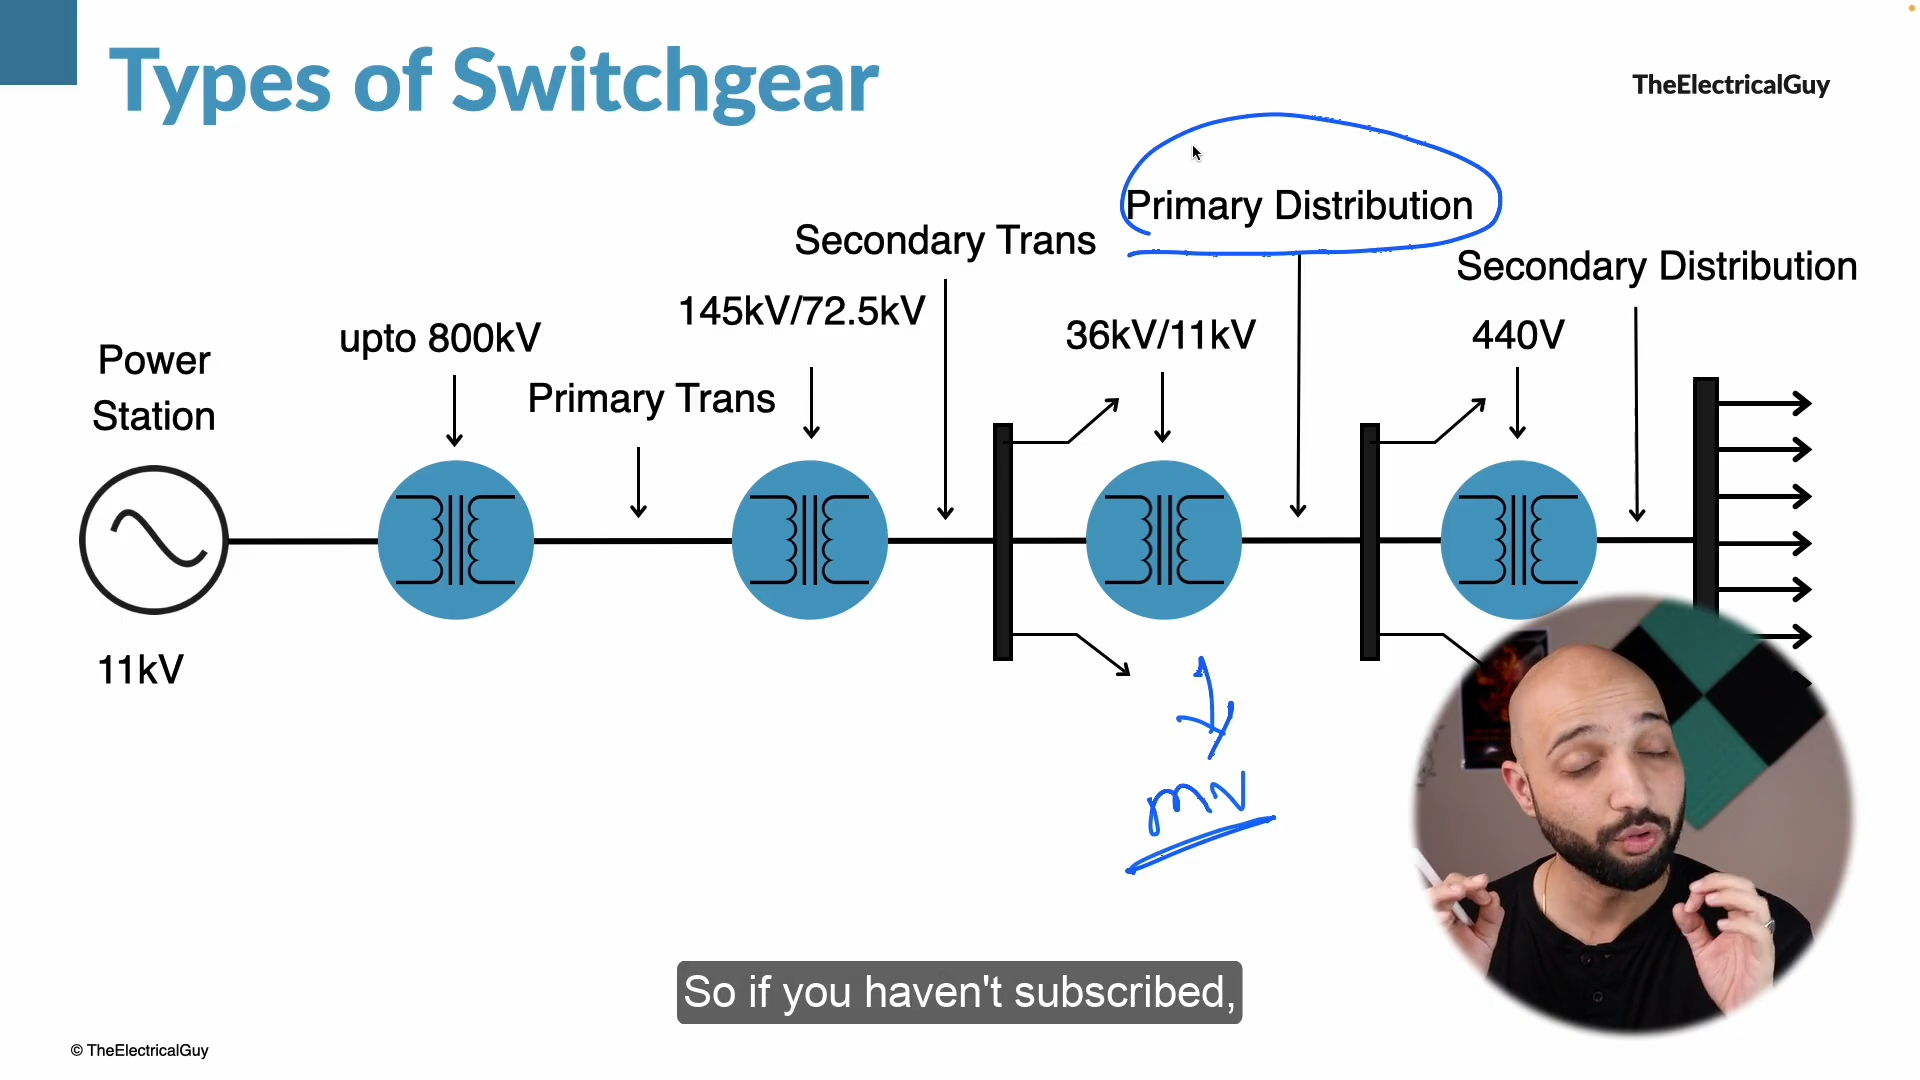 Types of Switchgear
TheElectricalGuy
Primary Distribution
Secondary Trans
Secondary Distribution
145kV/72.5kV
upto 800kV
36kV/11kV
440V
Power
Station
Primary Trans
11kV
mv
So if you haven't subscribed,
© TheElectricalGuy